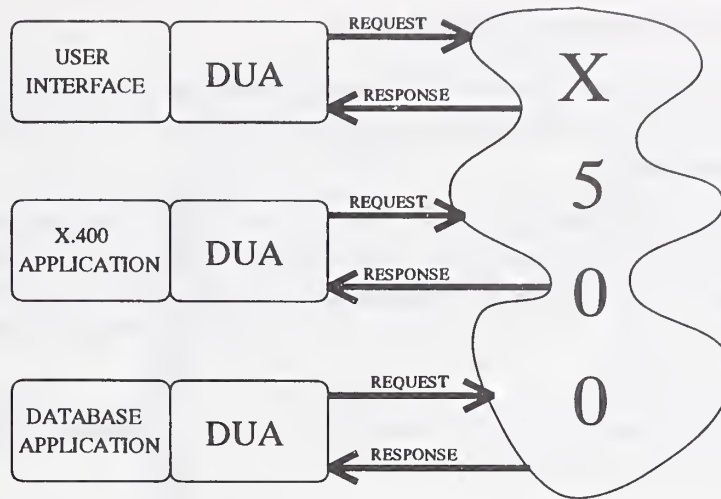 REQUEST
USER
INTERFACE
DUA
RESPONSE
X
5
0
0
REQUEST
X.400
APPLICATION
DUA
RESPONSE
REQUEST
DATABASE
APPLICATION
DUA
RESPONSE